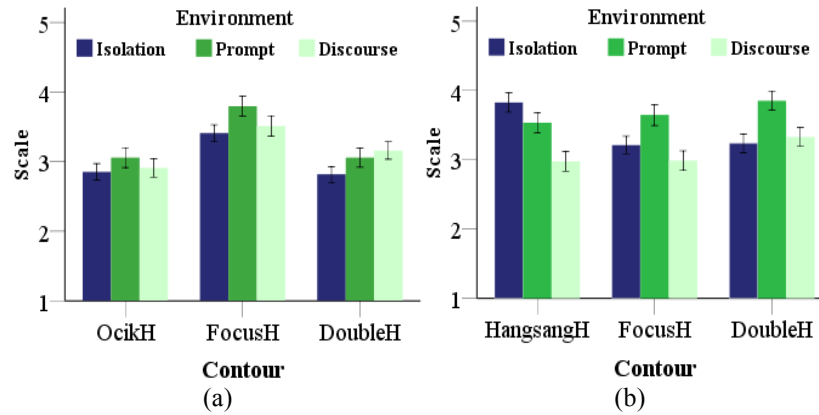 Environment
Isolation Prompt Discourse
5
4
3
2
1
Scale
OcikH FocusH DoubleH
Contour
(a)
Environment
Isolation Prompt Discourse
5
4
3
2
1
Scale
HangsangH FocusH DoubleH
Contour
(b)